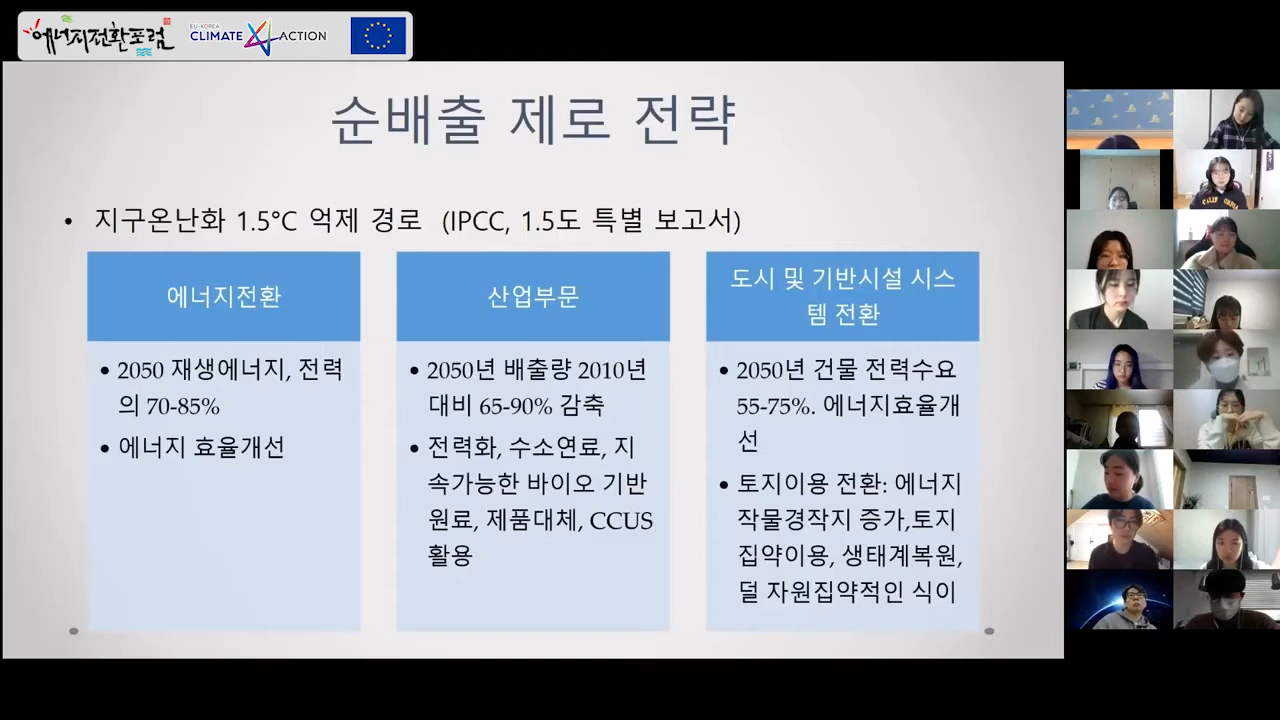 에너지전환포럼
EU-KOREA
CLIMATE ACTION
순배출 제로 전략
• 지구온난화 1.5°C 억제 경로 (IPCC, 1.5도 특별 보고서)
에너지전환
• 2050 재생에너지, 전력
의 70-85%
• 에너지 효율개선
산업부문
• 2050년 배출량 2010년
대비 65-90% 감축
• 전력화, 수소연료, 지
속가능한 바이오 기반
원료, 제품대체, CCUS
활용
도시 및 기반시설 시스
템 전환
• 2050년 건물 전력수요
55-75%. 에너지효율개
선
• 토지이용 전환: 에너지
작물경작지 증가,토지
집약이용, 생태계복원,
덜 자원집약적인 식이